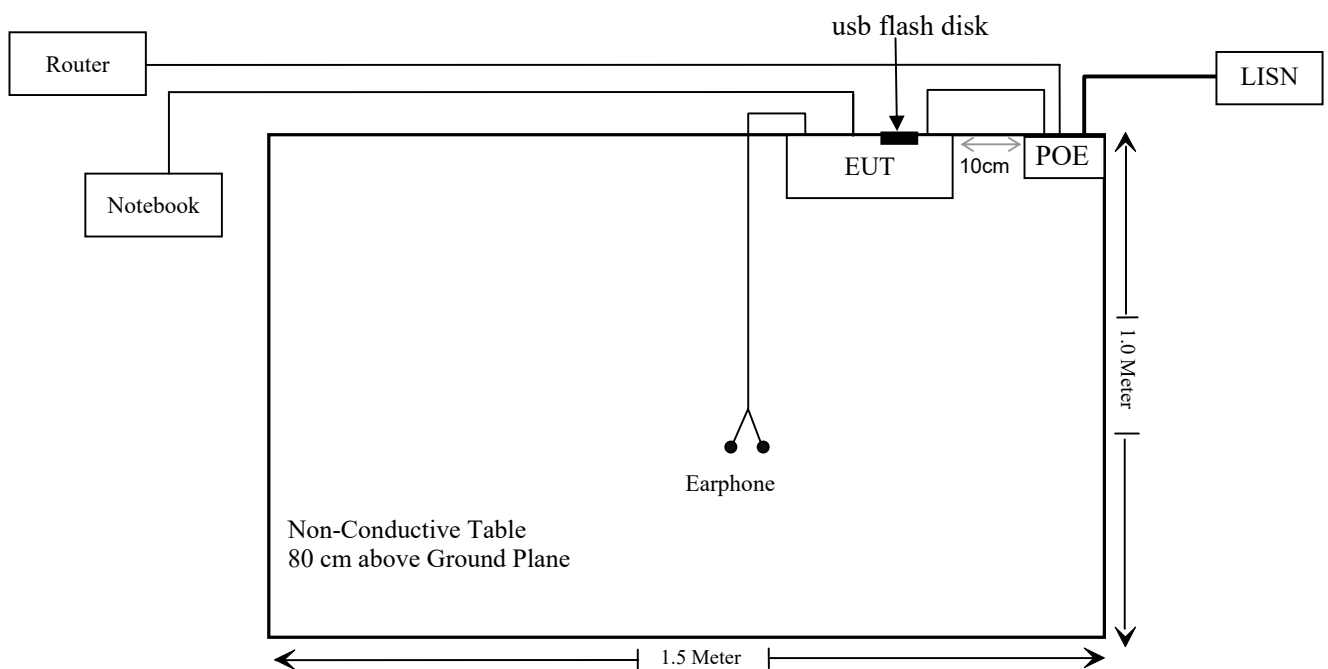 usb flash disk
Router
LISN
EUT
10cm
POE
Notebook
1.0 Meter
Earphone
Non-Conductive Table
80 cm above Ground Plane
1.5 Meter